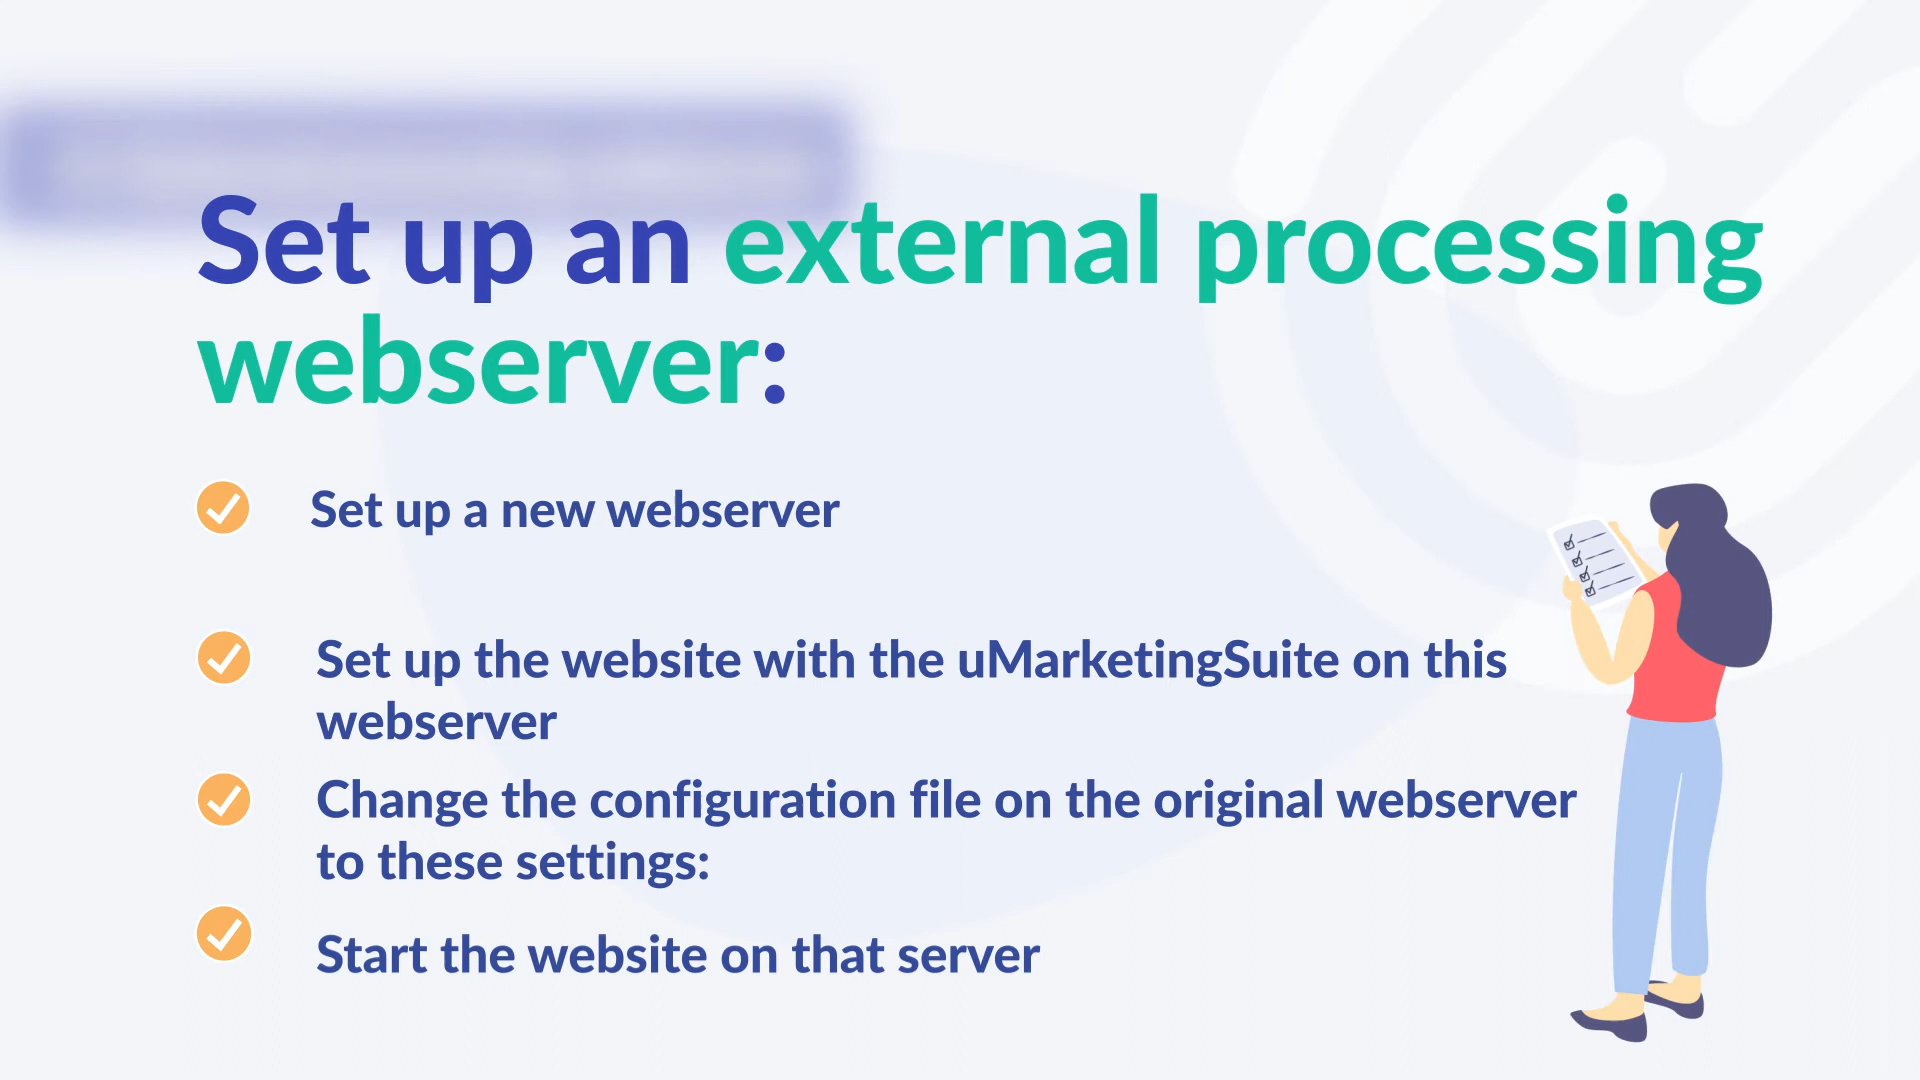 Set up an external processing
webserver:
Set up a new webserver
Set up the website with the uMarketingSuite on this
webserver
Change the configuration file on the original webserver
to these settings:
Start the website on that server